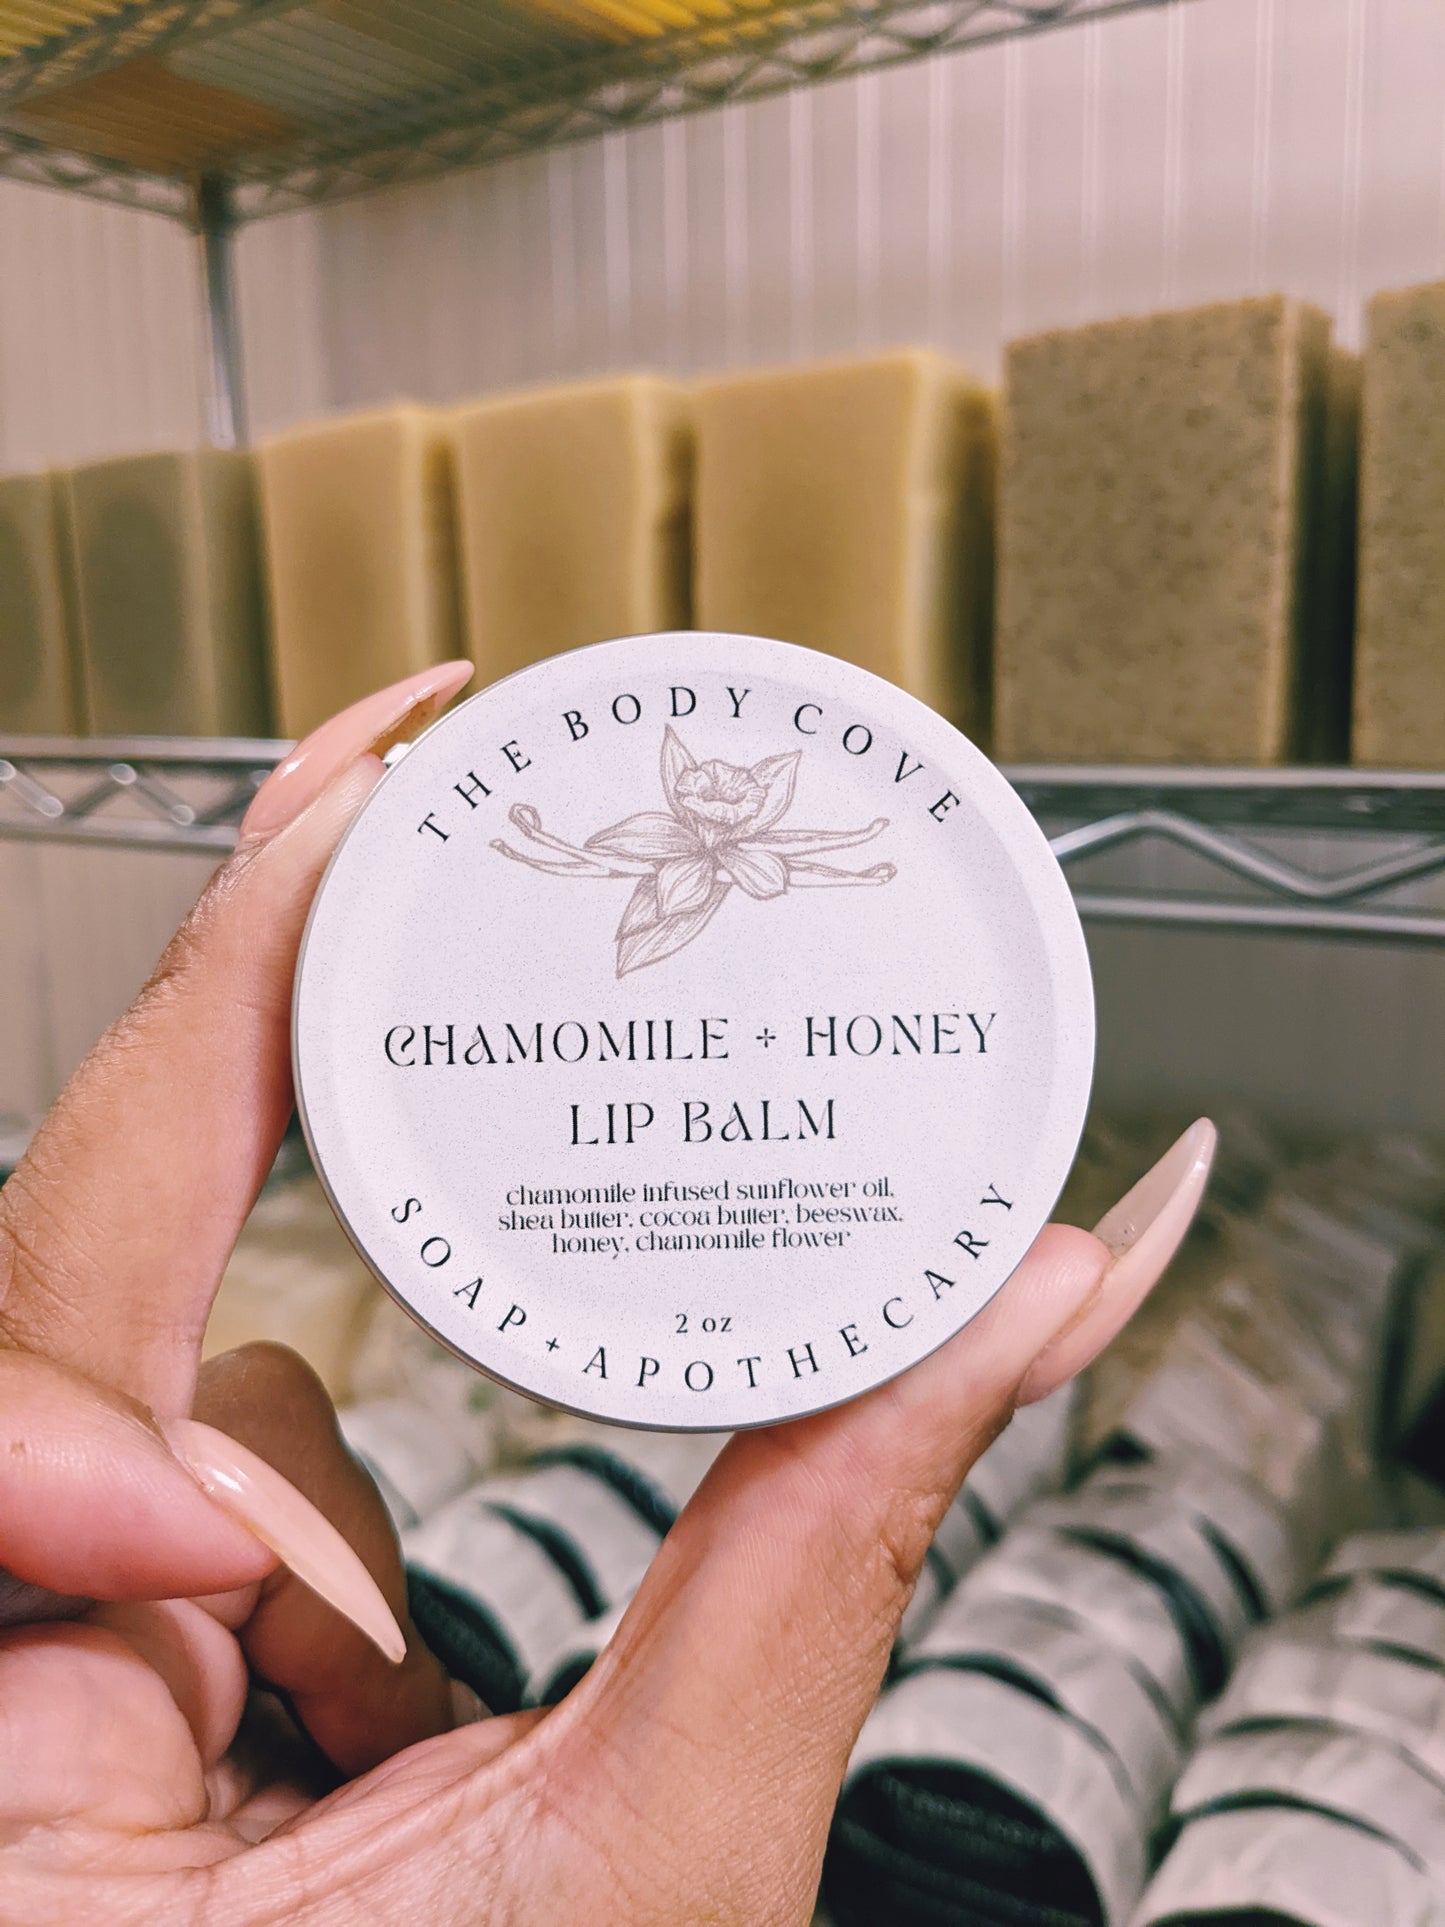 THE BODY COVE
CHAMOMILE + HONEY
LIP BALM
chamomile infused sunflower oil,
shea butter, cocoa butter, beeswax,
honey, chamomile flower
2 oz
SOAP + APOTHECARY